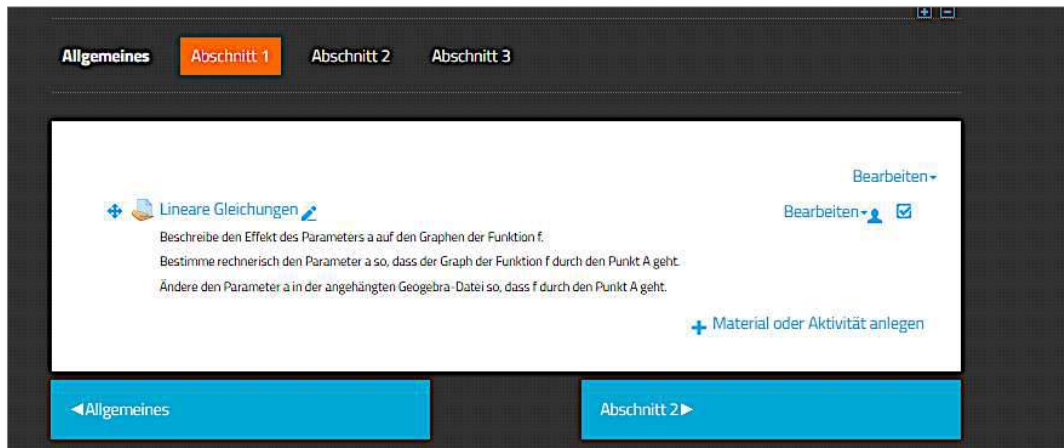 Allgemeines Abschnitt 1 Abschnitt 2 Abschnitt 3
Bearbeiten
Lineare Gleichungen Bearbeiten
Beschreibe den Effekt des Parameters a auf den Graphen der Funktion f.
Bestimme rechnerisch den Parameter a so, dass der Graph der Funktion f durch den Punkt A geht.
Ändere den Parameter a in der angehängten Geogebra-Datei so, dass f durch den Punkt A geht.
Material oder Aktivität anlegen
◄Allgemeines Abschnitt 2►